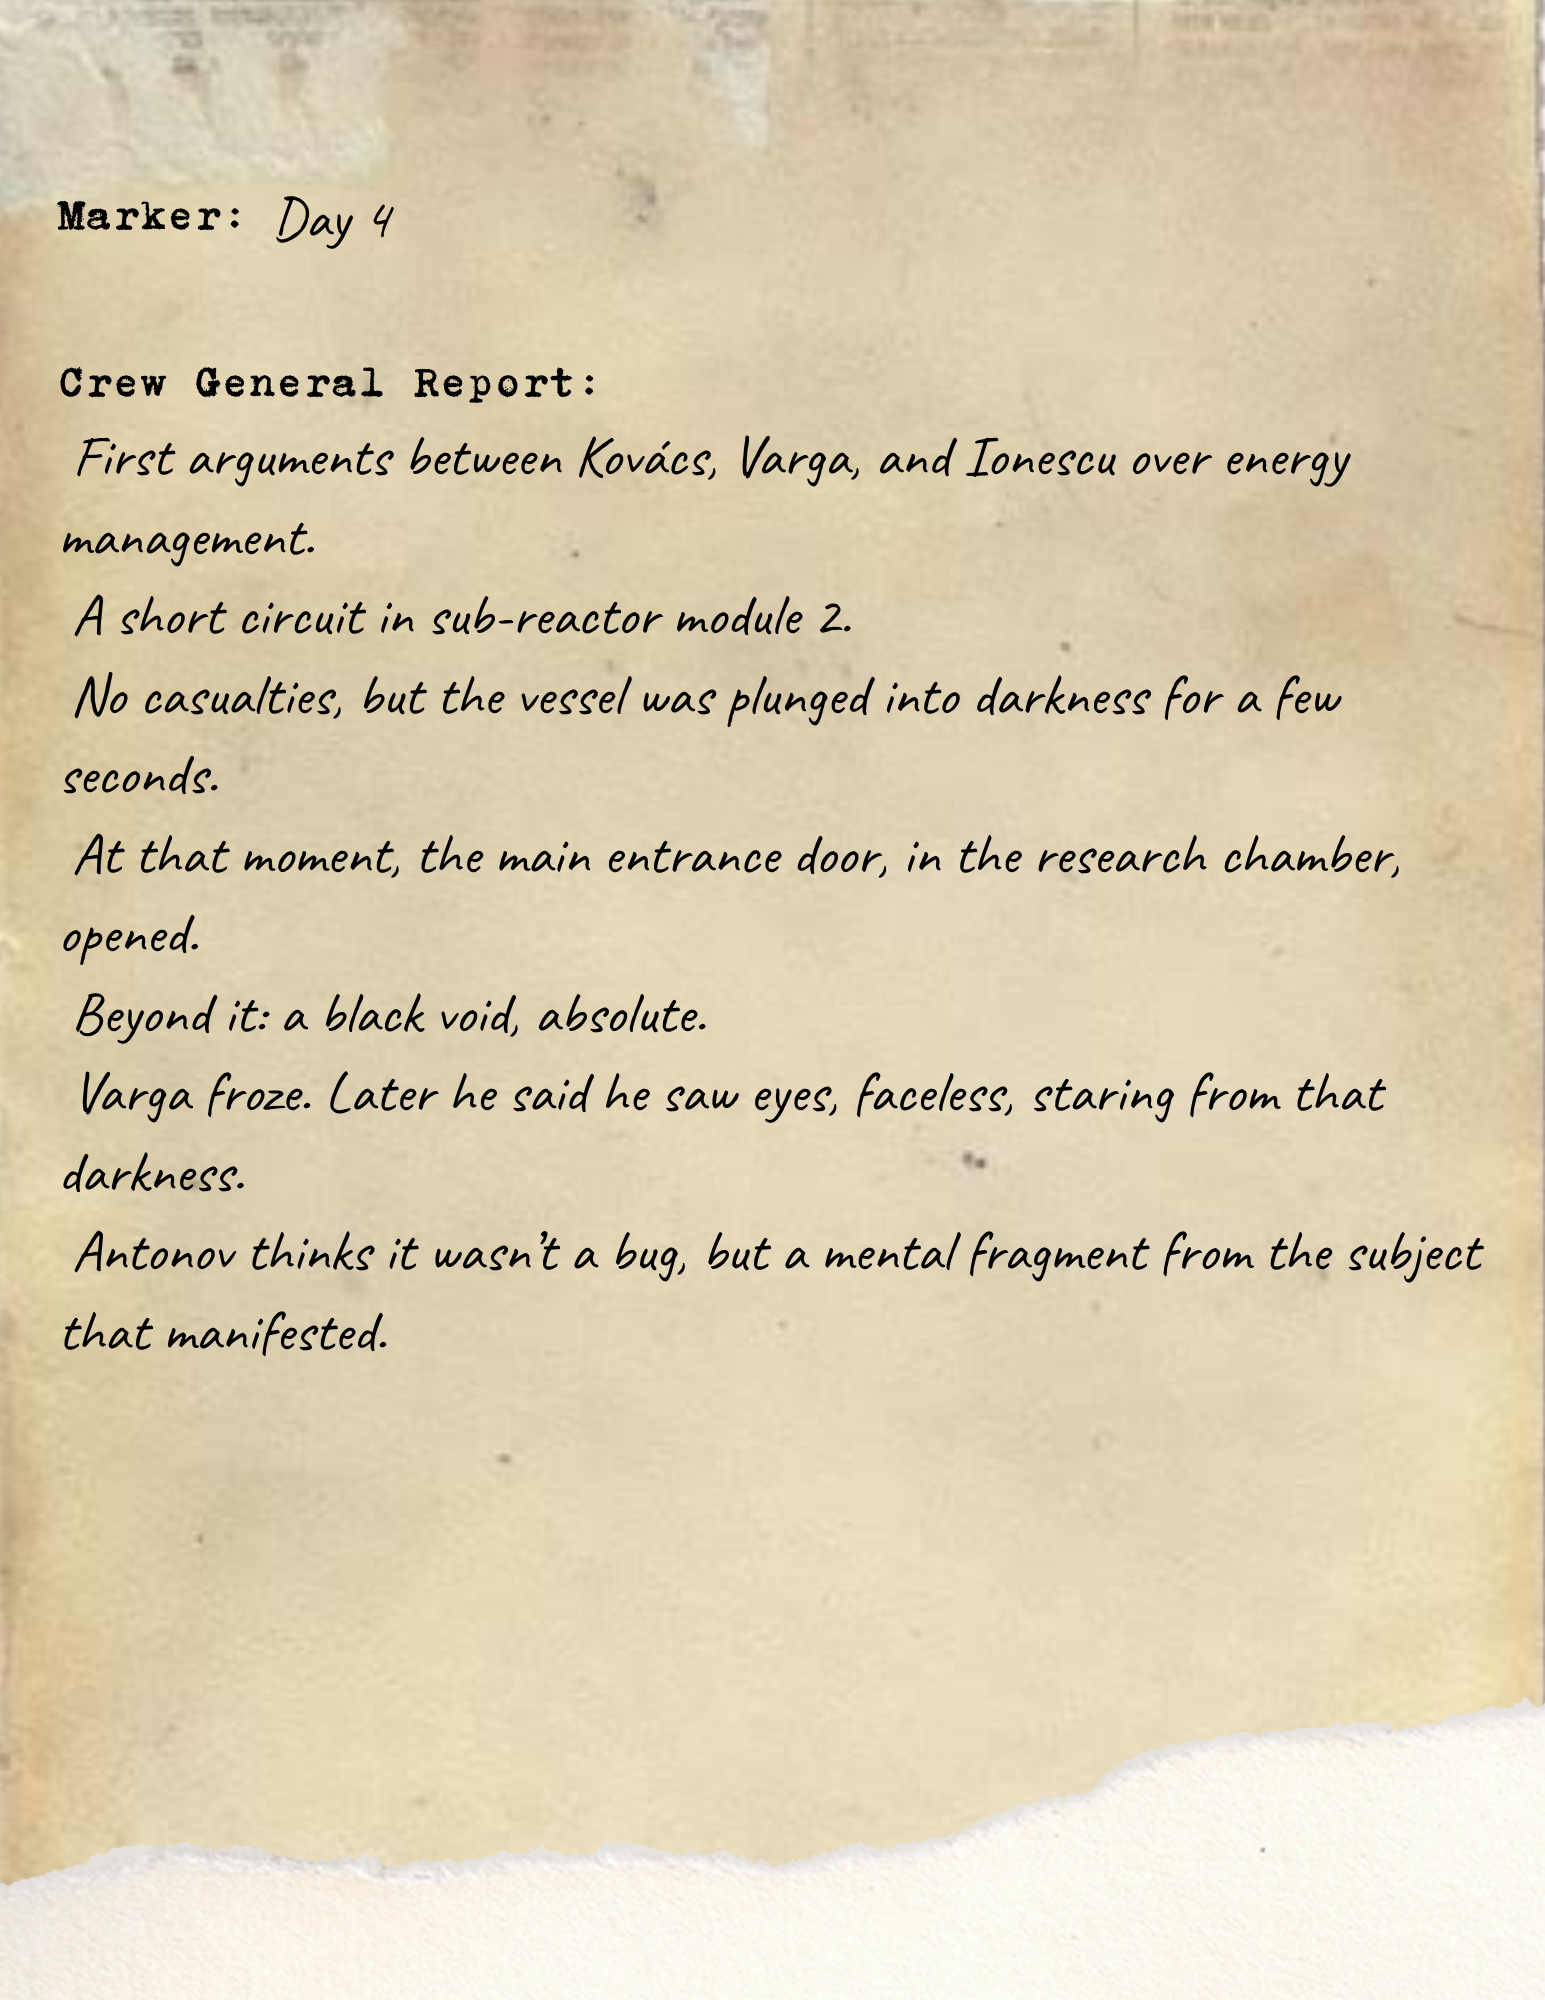 Marker: Day 4
Crew General Report:
First arguments between Kovács, Varga, and Ionescu over energy
management.
A short circuit in sub-reactor module 2.
No casualties, but the vessel was plunged into darkness for a few
seconds.
At that moment, the main entrance door, in the research chamber,
opened.
Beyond it: a black void, absolute.
Varga froze. Later he said he saw eyes, faceless, staring from that
darkness.
Antonov thinks it wasn’t a bug, but a mental fragment from the subject
that manifested.